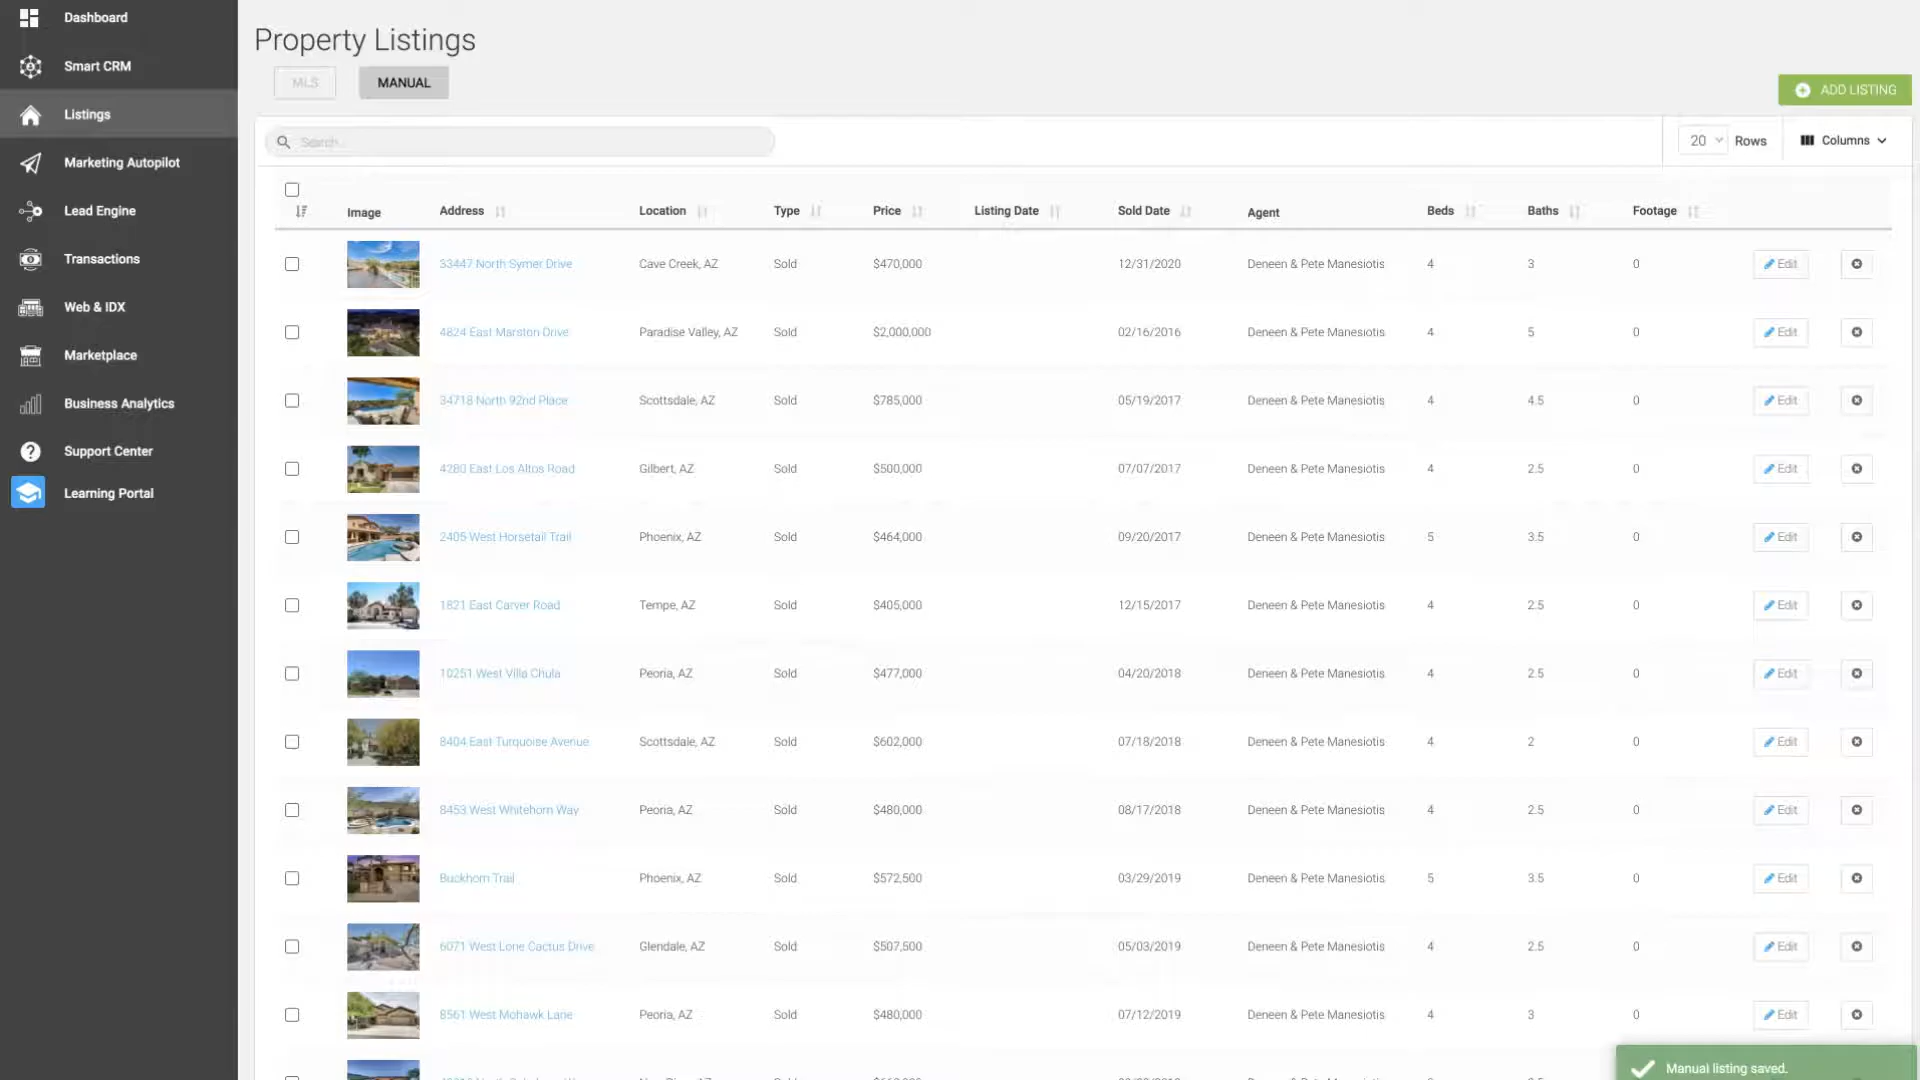 Dashboard
Smart CRM
Listings
Marketing Autopilot
Lead Engine
Transactions
Web & IDX
Marketplace
Business Analytics
Support Center
Learning Portal
Property Listings
MLS MANUAL
ADD LISTING
Search...
20 Rows Columns
Image Address Location Type Price Listing Date Sold Date Agent Beds Baths Footage
33447 North Symer Drive Cave Creek, AZ Sold $470,000 12/31/2020 Deneen & Pete Manesiotis 4 3 0 Edit
4824 East Marston Drive Paradise Valley, AZ Sold $2,000,000 02/16/2016 Deneen & Pete Manesiotis 4 5 0 Edit
34718 North 92nd Place Scottsdale, AZ Sold $785,000 05/19/2017 Deneen & Pete Manesiotis 4 4.5 0 Edit
4280 East Los Altos Road Gilbert, AZ Sold $500,000 07/07/2017 Deneen & Pete Manesiotis 4 2.5 0 Edit
2405 West Horsetail Trail Phoenix, AZ Sold $464,000 09/20/2017 Deneen & Pete Manesiotis 5 3.5 0 Edit
1821 East Carver Road Tempe, AZ Sold $405,000 12/15/2017 Deneen & Pete Manesiotis 4 2.5 0 Edit
10251 West Villa Chula Peoria, AZ Sold $477,000 04/20/2018 Deneen & Pete Manesiotis 4 2.5 0 Edit
8404 East Turquoise Avenue Scottsdale, AZ Sold $602,000 07/18/2018 Deneen & Pete Manesiotis 4 2 0 Edit
8453 West Whitehorn Way Peoria, AZ Sold $480,000 08/17/2018 Deneen & Pete Manesiotis 4 2.5 0 Edit
Buckhorn Trail Phoenix, AZ Sold $572,500 03/29/2019 Deneen & Pete Manesiotis 5 3.5 0 Edit
6071 West Lone Cactus Drive Glendale, AZ Sold $507,500 05/03/2019 Deneen & Pete Manesiotis 4 2.5 0 Edit
8561 West Mohawk Lane Peoria, AZ Sold $480,000 07/12/2019 Deneen & Pete Manesiotis 4 3 0 Edit
Manual listing saved.